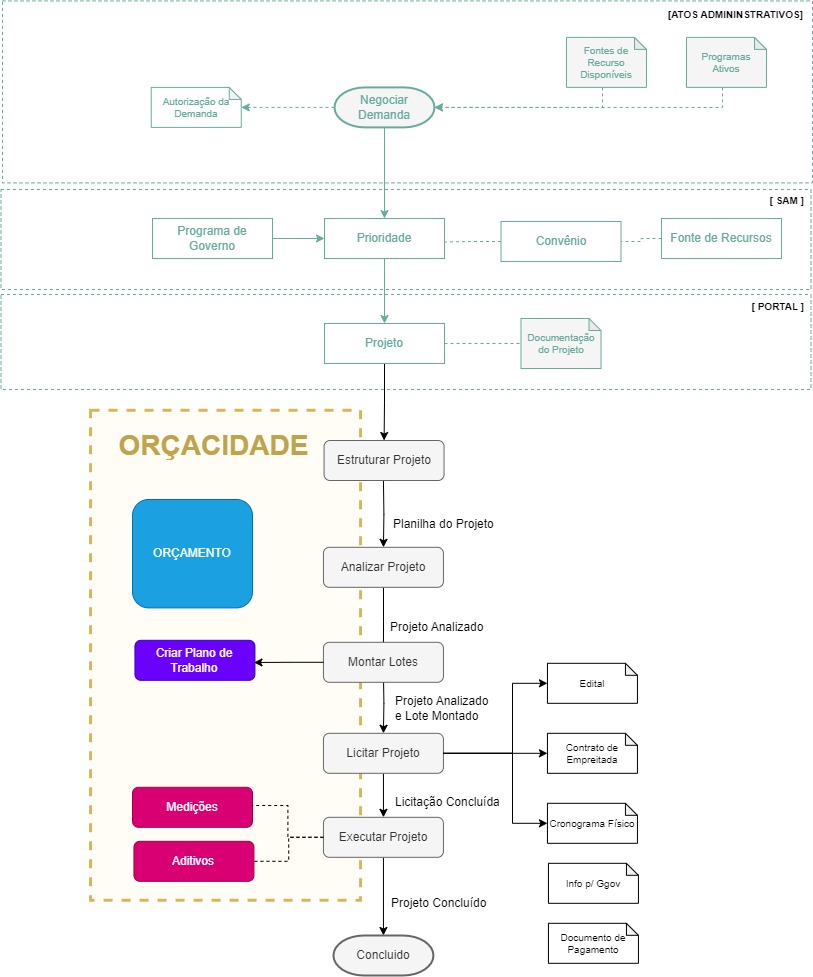 [ATOS ADMININSTRATIVOS]
Fontes de
Recurso
Disponíveis
Programas
Ativos
Autorização da
Demanda
Negociar
Demanda
[ SAM ]
Programa de
Governo
Prioridade
Convênio
Fonte de Recursos
[ PORTAL ]
Projeto
Documentação
do Projeto
ORÇACIDADE
Estruturar Projeto
Planilha do Projeto
ORÇAMENTO
Analizar Projeto
Projeto Analizado
Criar Plano de
Trabalho
Montar Lotes
Projeto Analizado
e Lote Montado
Edital
Licitar Projeto
Contrato de
Empreitada
Licitação Concluída
Medições
Cronograma Físico
Executar Projeto
Aditivos
Info p/ Ggov
Projeto Concluído
Documento de
Pagamento
Concluido